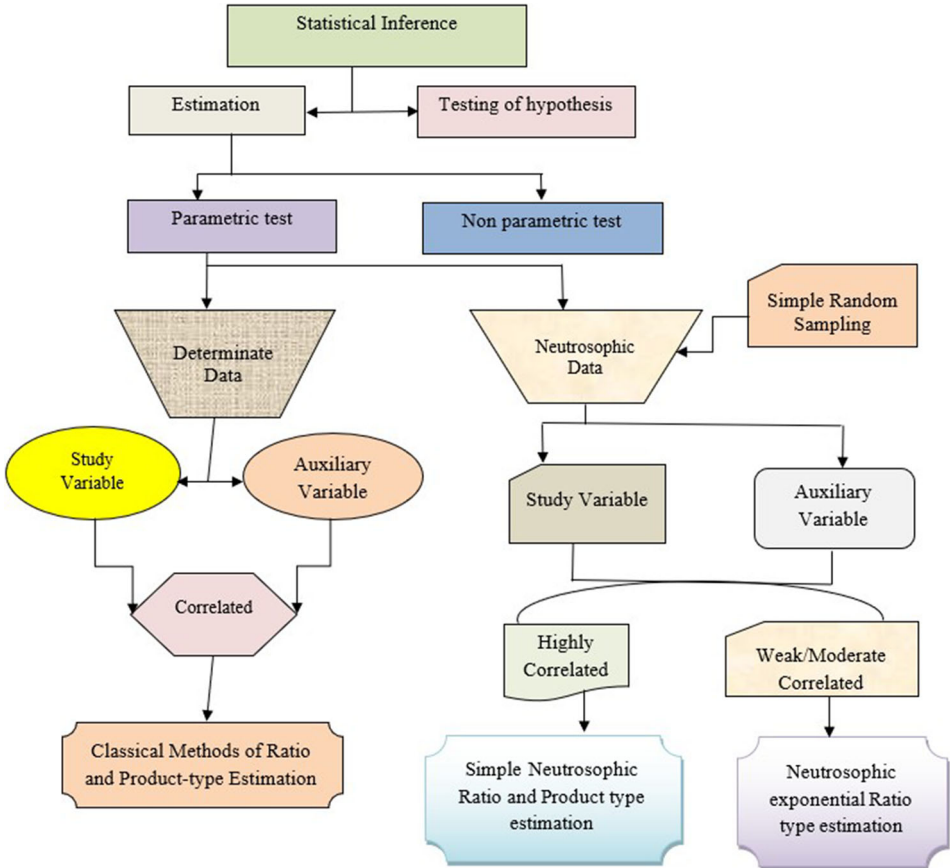 Statistical Inference
Estimation
Testing of hypothesis
Parametric test
Non parametric test
Simple Random
Sampling
Determinate
Data
Neutrosophic
Data
Study
Variable
Auxiliary
Variable
Study Variable
Auxiliary
Variable
Correlated
Highly
Correlated
Weak/Moderate
Correlated
Classical Methods of Ratio
and Product-type Estimation
Simple Neutrosophic
Ratio and Product type
estimation
Neutrosophic
exponential Ratio
type estimation